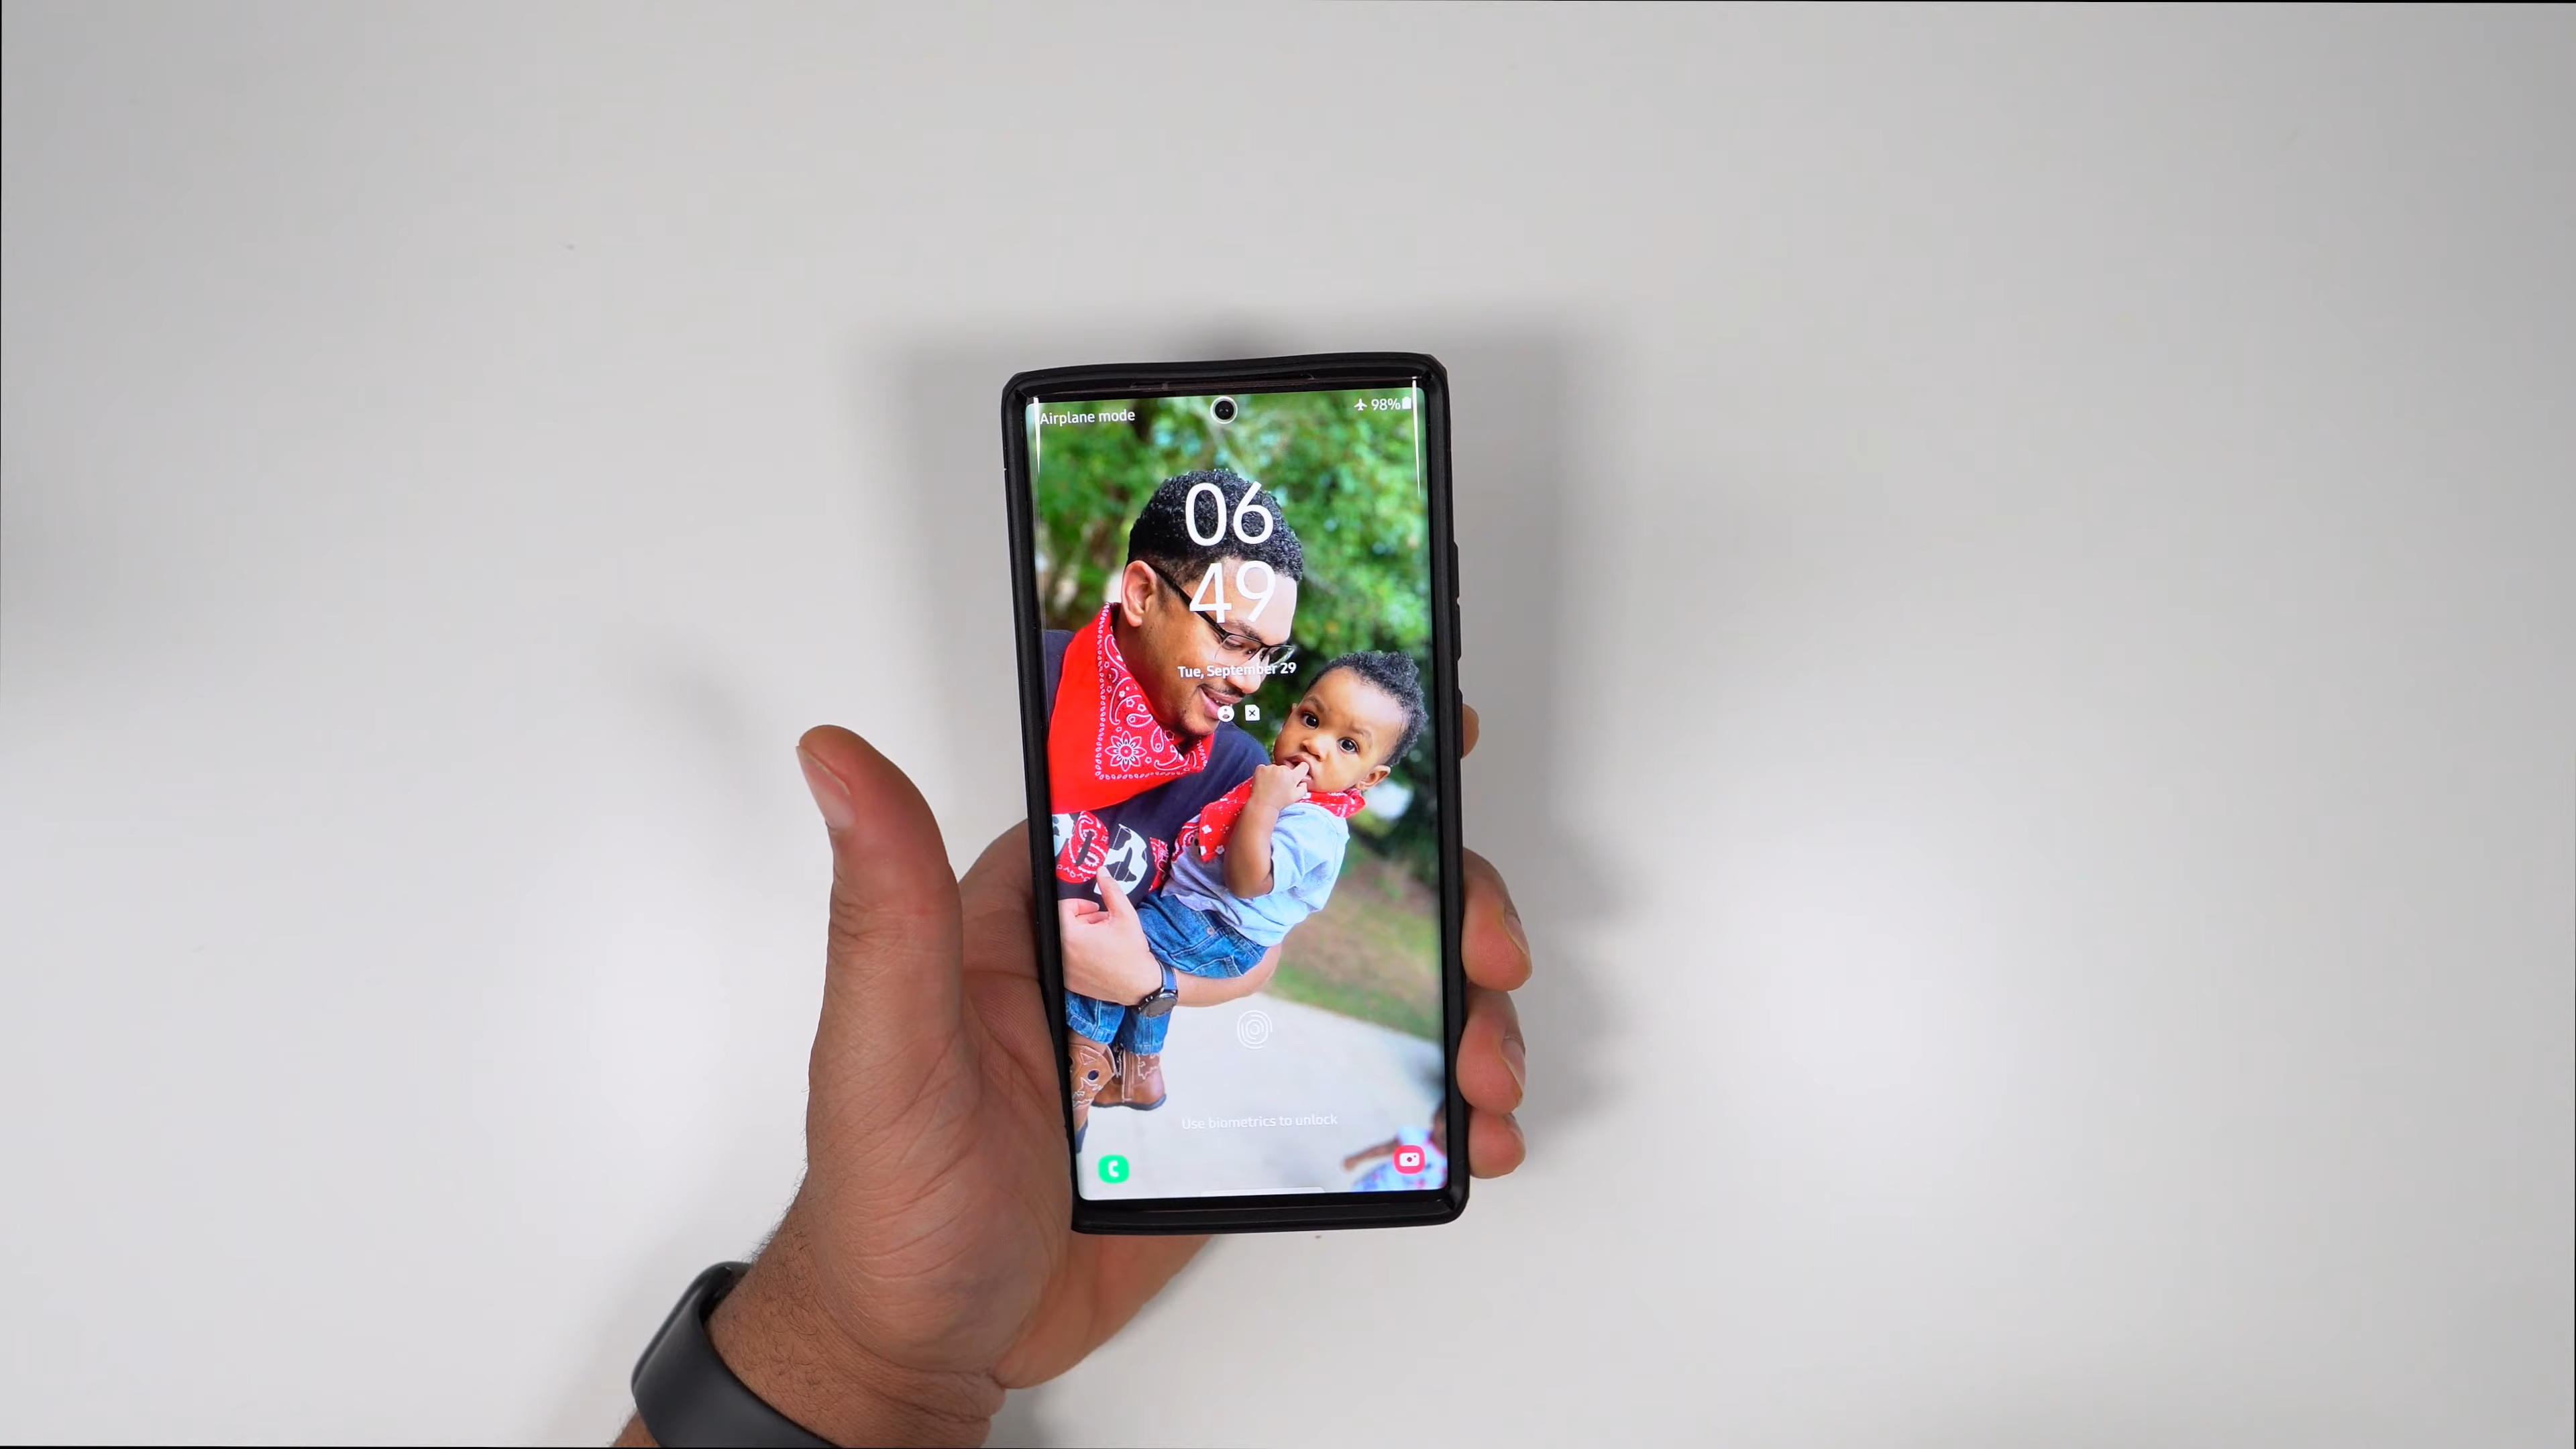 Airplane mode
98%
06
49
Tue, September 29
Use biometrics to unlock